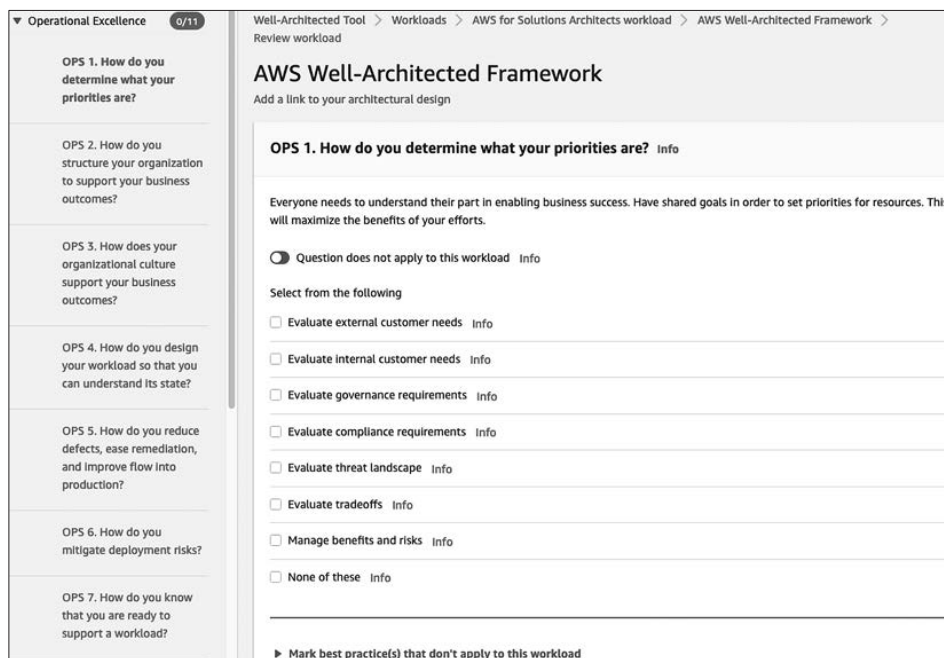 Operational Excellence 0/11
OPS 1. How do you
determine what your
priorities are?
OPS 2. How do you
structure your organization
to support your business
outcomes?
OPS 3. How does your
organizational culture
support your business
outcomes?
OPS 4. How do you design
your workload so that you
can understand its state?
OPS 5. How do you reduce
defects, ease remediation,
and improve flow into
production?
OPS 6. How do you
mitigate deployment risks?
OPS 7. How do you know
that you are ready to
support a workload?
Well-Architected Tool > Workloads > AWS for Solutions Architects workload > AWS Well-Architected Framework >
Review workload
AWS Well-Architected Framework
Add a link to your architectural design
OPS 1. How do you determine what your priorities are? Info
Everyone needs to understand their part in enabling business success. Have shared goals in order to set priorities for resources. This
will maximize the benefits of your efforts.
Question does not apply to this workload Info
Select from the following
Evaluate external customer needs Info
Evaluate internal customer needs Info
Evaluate governance requirements Info
Evaluate compliance requirements Info
Evaluate threat landscape Info
Evaluate tradeoffs Info
Manage benefits and risks Info
None of these Info
Mark best practice(s) that don't apply to this workload